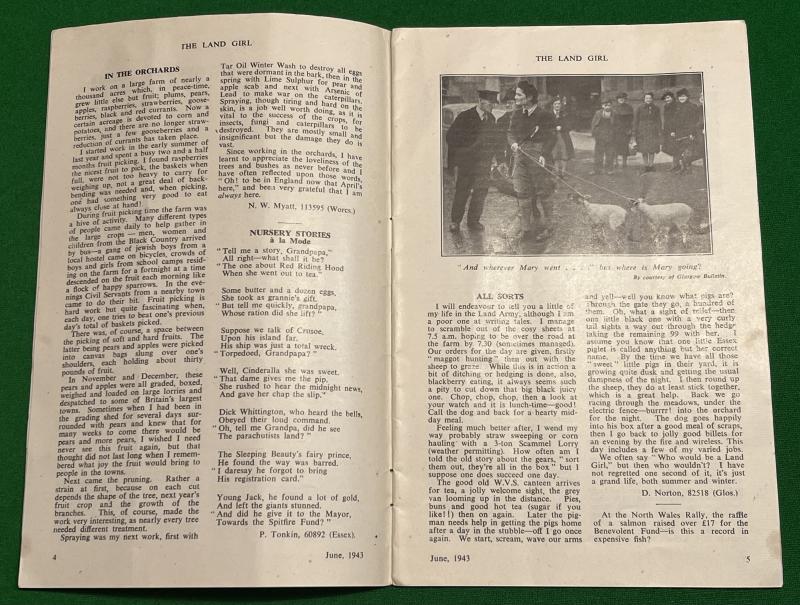 THE LAND GIRL
IN THE ORCHARDS
I work on a large farm of nearly a
thousand acres which, in peace-time,
grew little else but fruit; plums, pears,
apples, raspberries, strawberries, goose-
berries, black and red currants. Now a
certain acreage is devoted to corn and
potatoes, and there are no longer straw-
berries, just a few gooseberries and a
reduction of currants has taken place.
I started work in the early summer of
last year and spent a busy two and a half
months fruit picking. I found raspberries
the nicest fruit to pick, the baskets when
full, were not too heavy to carry for
weighing up, not a great deal of back-
bending was needed and, when picking,
one had something very good to eat
always close at hand!
During fruit picking time the farm was
a hive of activity. Many different types
of people came daily to help gather in
the large crops — men, women and
children from the Black Country arrived
by bus—a gang of jewish boys from a
local hostel came on bicycles, crowds of
boys and girls from school camps resid-
ing on the farm for a fortnight at a time
descended on the fruit each morning like
a flock of happy sparrows. In the eve-
nings Civil Servants from a nearby town
came to do their bit. Fruit picking is
hard work but quite fascinating when,
each day, one tries to beat one's previous
day's total of baskets picked.
There was, of course, a space between
the picking of soft and hard fruits. The
latter being pears and apples were picked
into canvas bags slung over one's
shoulders, each holding about thirty
pounds of fruit.
In November and December, these
pears and apples were all graded, boxed,
weighed and loaded on large lorries and
despatched to some of Britain's largest
towns. Sometimes when I had been in
the grading shed for several days sur-
rounded with pears and knew that for
many weeks to come there would be
pears and more pears, I wished I need
never see this fruit again, but that
thought did not last long when I remem-
bered what joy the fruit would bring to
people in the towns.
Next came the pruning. Rather a
strain at first, because on each cut
depends the shape of the tree, next year's
fruit crop and the growth of the
branches. This, of course, made the
work very interesting, as nearly every tree
needed different treatment.
Spraying was my next work, first with
Tar Oil Winter Wash to destroy all eggs
that were dormant in the bark, then in the
spring with Lime Sulphur for pear and
apple scab and next with Arsenic of
Lead to make war on the caterpillars.
Spraying, though tiring and hard on the
skin, is a job well worth doing, as it is
vital to the success of the crops, for
insects, fungi and caterpillars to be
destroyed. They are mostly small and
insignificant but the damage they do is
vast.
Since working in the orchards, I have
learnt to appreciate the loveliness of the
trees and bushes as never before and I
have often reflected upon those words,
"Oh! to be in England now that April's
here," and been very grateful that I am
always here.
N. W. Myatt, 113595 (Worcs.)
NURSERY STORIES
à la Mode
"Tell me a story, Grandpapa,"
All right—what shall it be?
"The one about Red Riding Hood
When she went out to tea."
Some butter and a dozen eggs,
She took as grannie's gift.
"But tell me quickly, grandpapa,
Whose ration did she lift?"
Suppose we talk of Crusoe,
Upon his island far.
His ship was just a total wreck.
"Torpedoed, Grandpapa?"
Well, Cinderalla she was sweet.
"That dame gives me the pip.
She rushed to hear the midnight news,
And gave her chap the slip."
Dick Whittington, who heard the bells,
Obeyed their loud command.
"Oh, tell me Grandpa, did he see
The parachutists land?"
The Sleeping Beauty's fairy prince,
He found the way was barred.
"I daresay he forgot to bring
His registration card."
Young Jack, he found a lot of gold,
And left the giants stunned.
"And did he give it to the Mayor,
Towards the Spitfire Fund?"
P. Tonkin, 60892 (Essex).
4
June, 1943
THE LAND GIRL
"And wherever Mary went . . . !" but where is Mary going?
By courtesy of Glasgow Bulletin.
ALL SORTS
I will endeavour to tell you a little of
my life in the Land Army, although I am
a poor one at writing tales. I manage
to scramble out of the cosy sheets at
7.5 a.m. hoping to be over the road at
the farm by 7.30 (sometimes managed).
Our orders for the day are given, firstly
"maggot hunting" them out with the
sheep to graze. While this is in action a
bit of ditching or hedging is done, also,
blackberry eating, it always seems such
a pity to cut down that big black juicy
one. Chop, chop, chop, then a look at
your watch and it is lunch-time—good!
Call the dog and back for a hearty mid-
day meal.
Feeling much better after, I wend my
way probably straw sweeping or corn
hauling with a 3-ton Scammel Lorry
(weather permitting). How often am I
told the old story about the gears, "sort
them out, they're all in the box" but I
suppose one does succeed one day.
The good old W.V.S. canteen arrives
for tea, a jolly welcome sight, the grey
van looming up in the distance. Pies,
buns and good hot tea (sugar if you
like!) then on again. Later the pig-
man needs help in getting the pigs home
after a day in the stubble—off I go once
again. We start, scream, wave our arms
and yell—well you know what pigs are?
Through the gate they go, a hundred of
them. Oh, what a sight of relief—then
one little black one with a very curly
tail sights a way out through the hedge
taking the remaining 99 with her. I
assume you know that one little Essex
piglet is called anything but her correct
name. By the time we have all those
"sweet" little pigs in their yard, it is
growing quite dusk and getting the usual
dampness of the night. I then round up
the sheep, they do at least stick together,
which is a great help. Back we go
racing through the meadows, under the
electric fence—burrrr! into the orchard
for the night. The dog goes happily
into his box after a good meal of scraps,
then I go back to jolly good billets for
an evening by the fire and wireless. This
day includes a few of my varied jobs.
We often say "Who would be a Land
Girl," but then who wouldn't? I have
not regretted one second of it, it's just
a grand life, both summer and winter.
D. Norton, 82518 (Glos.)
At the North Wales Rally, the raffle
of a salmon raised over £17 for the
Benevolent Fund—is this a record in
expensive fish?
June, 1943
5